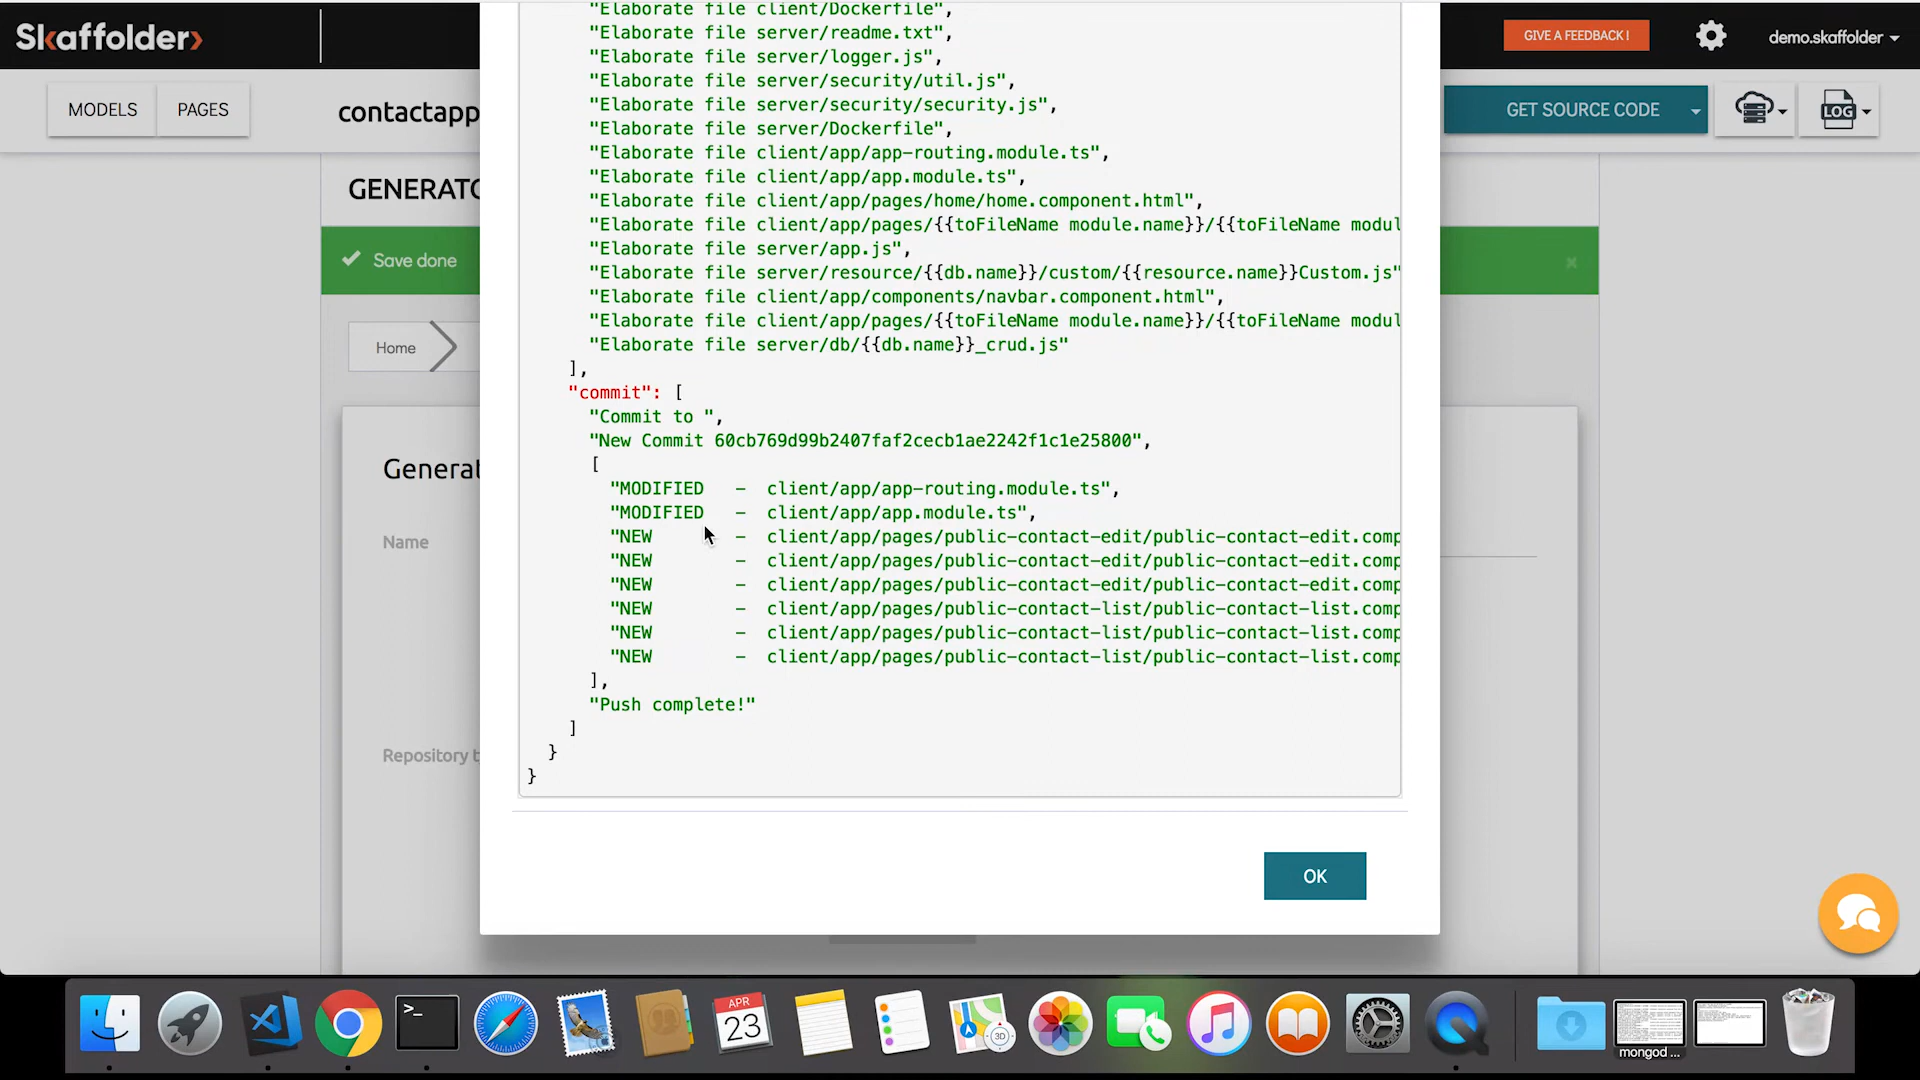 Skaffolder
GIVE A FEEDBACK !
demo.skaffolder
MODELS
PAGES
contactapp
GET SOURCE CODE
LOG
GENERATO
Save done
Home
Generat
Name
Repository t
"Elaborate file client/Dockerfile",
"Elaborate file server/readme.txt",
"Elaborate file server/logger.js",
"Elaborate file server/security/util.js",
"Elaborate file server/security/security.js",
"Elaborate file server/Dockerfile",
"Elaborate file client/app/app-routing.module.ts",
"Elaborate file client/app/app.module.ts",
"Elaborate file client/app/pages/home/home.component.html",
"Elaborate file client/app/pages/{{toFileName module.name}}/{{toFileName modul
"Elaborate file server/app.js",
"Elaborate file server/resource/{{db.name}}/custom/{{resource.name}}Custom.js"
"Elaborate file client/app/components/navbar.component.html",
"Elaborate file client/app/pages/{{toFileName module.name}}/{{toFileName modul
"Elaborate file server/db/{{db.name}}_crud.js"
],
"commit": [
"Commit to ",
"New Commit 60cb769d99b2407faf2cecb1ae2242f1c1e25800",
[
"MODIFIED - client/app/app-routing.module.ts",
"MODIFIED - client/app/app.module.ts",
"NEW - client/app/pages/public-contact-edit/public-contact-edit.comp
"NEW - client/app/pages/public-contact-edit/public-contact-edit.comp
"NEW - client/app/pages/public-contact-edit/public-contact-edit.comp
"NEW - client/app/pages/public-contact-list/public-contact-list.comp
"NEW - client/app/pages/public-contact-list/public-contact-list.comp
"NEW - client/app/pages/public-contact-list/public-contact-list.comp
],
"Push complete!"
]
}
}
OK
APR
23
3D
mongod ...